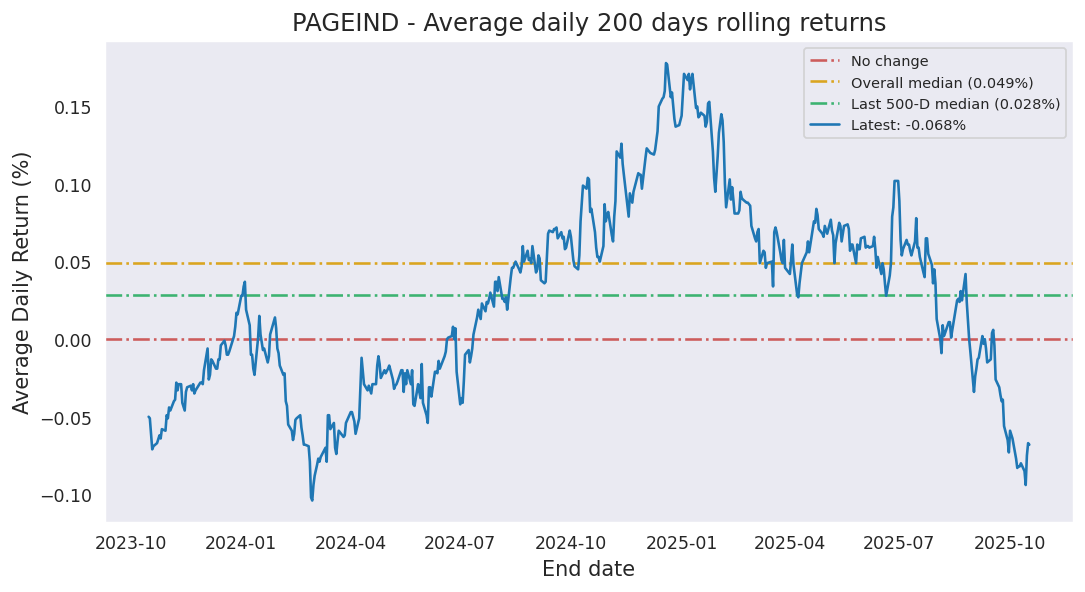 PAGEIND - Average daily 200 days rolling returns
No change
Overall median (0.049%)
Last 500-D median (0.028%)
Latest: -0.068%
Average Daily Return (%)
0.15
0.10
0.05
0.00
−0.05
−0.10
2023-10 2024-01 2024-04 2024-07 2024-10 2025-01 2025-04 2025-07 2025-10
End date